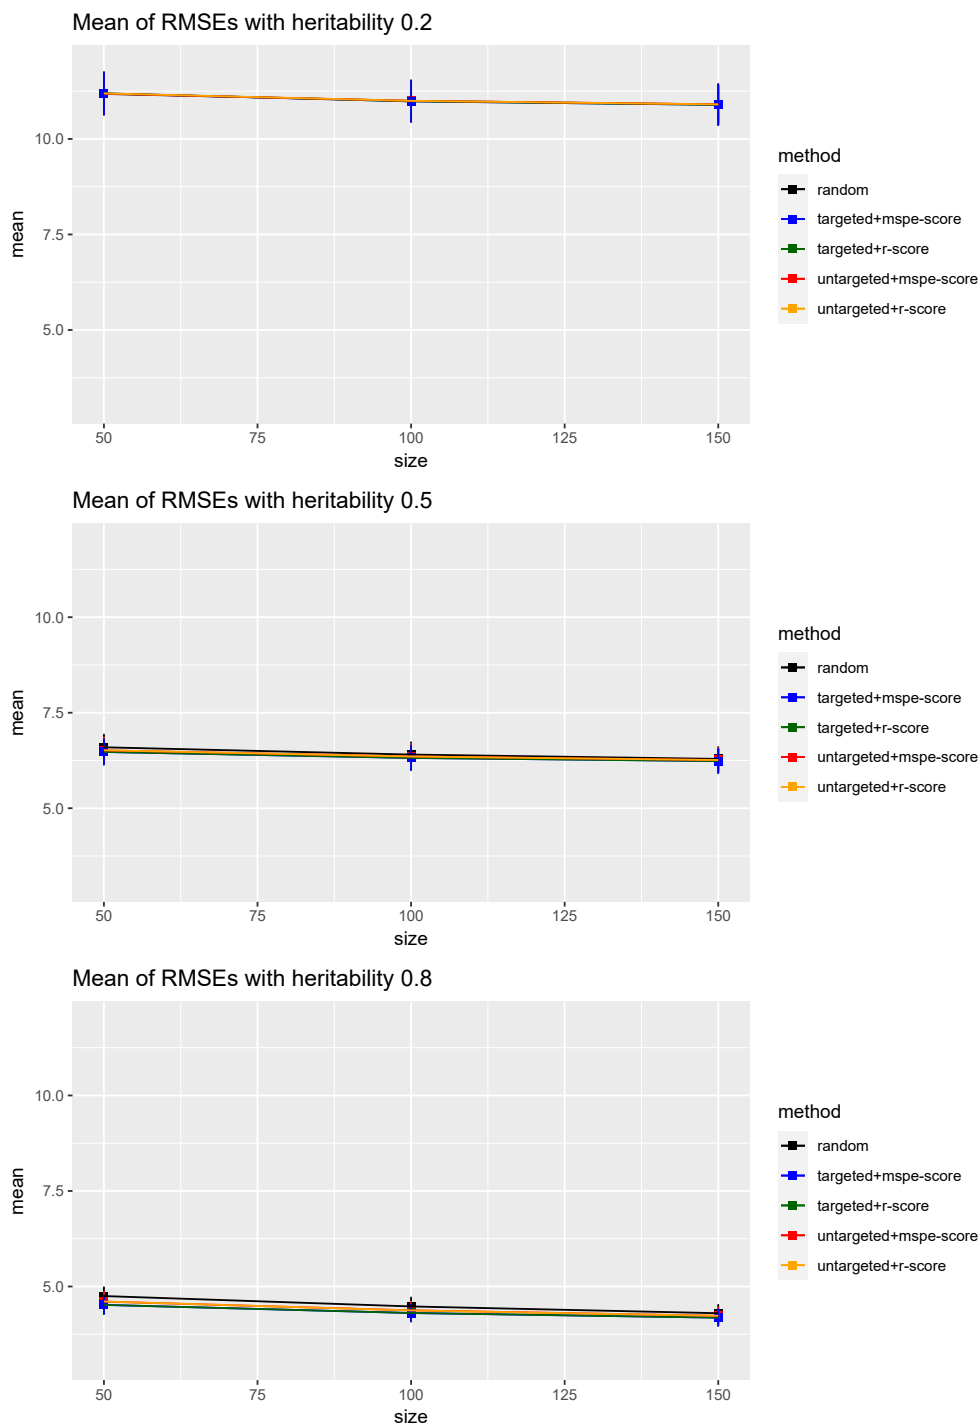 Mean of RMSEs with heritability 0.2
mean
10.0
7.5
5.0
50 75 100 125 150
size
method
random
targeted+mspe-score
targeted+r-score
untargeted+mspe-score
untargeted+r-score
Mean of RMSEs with heritability 0.5
mean
10.0
7.5
5.0
50 75 100 125 150
size
method
random
targeted+mspe-score
targeted+r-score
untargeted+mspe-score
untargeted+r-score
Mean of RMSEs with heritability 0.8
mean
10.0
7.5
5.0
50 75 100 125 150
size
method
random
targeted+mspe-score
targeted+r-score
untargeted+mspe-score
untargeted+r-score